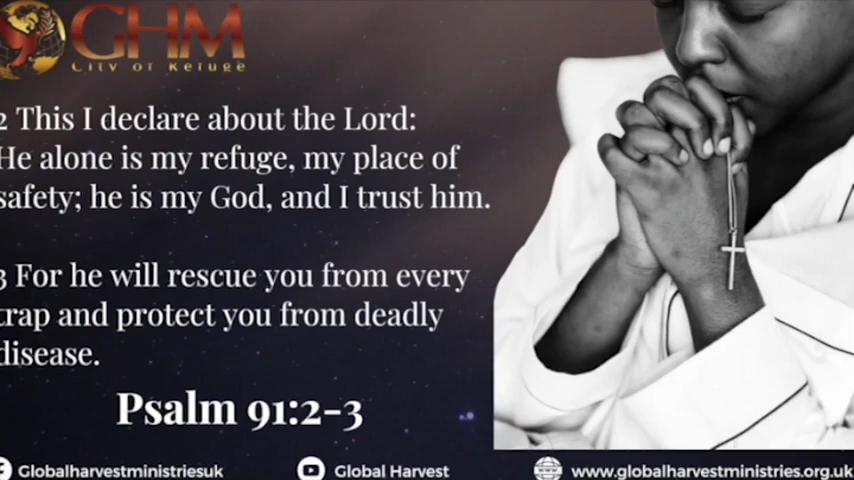 GHM
City of Refuge
2 This I declare about the Lord:
He alone is my refuge, my place of
safety; he is my God, and I trust him.
3 For he will rescue you from every
trap and protect you from deadly
disease.
Psalm 91:2-3
Globalharvestministriesuk
Global Harvest
www.globalharvestministries.org.uk